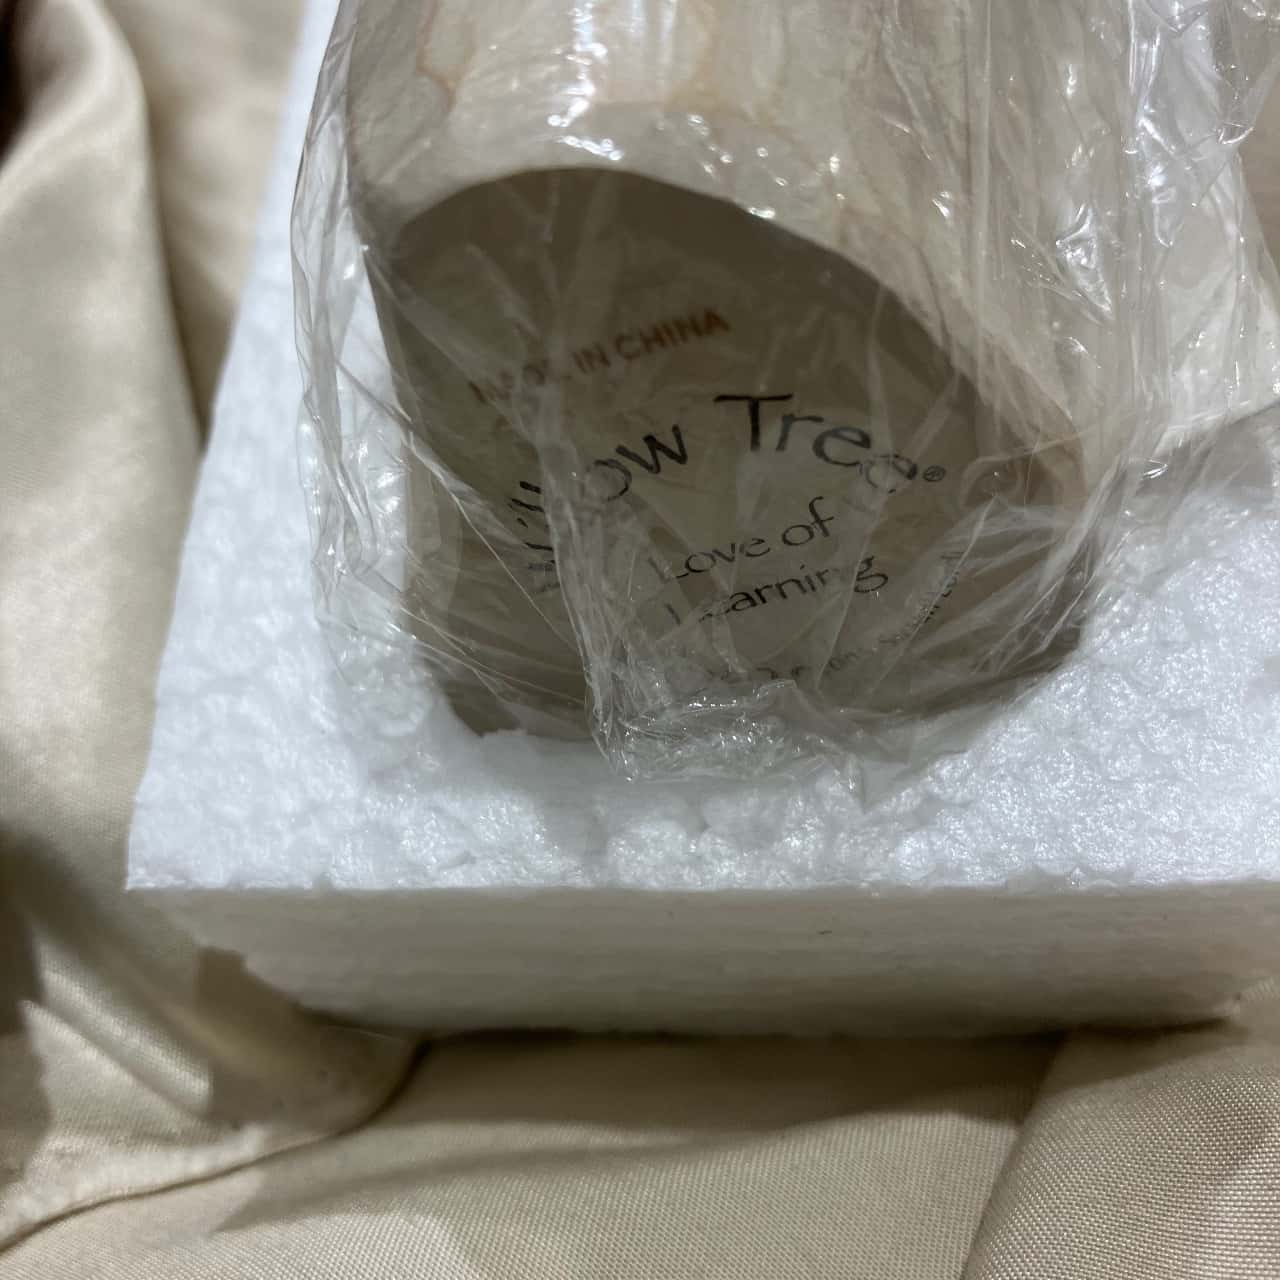 MADE IN CHINA
Willow Tree®
Love of
Learning